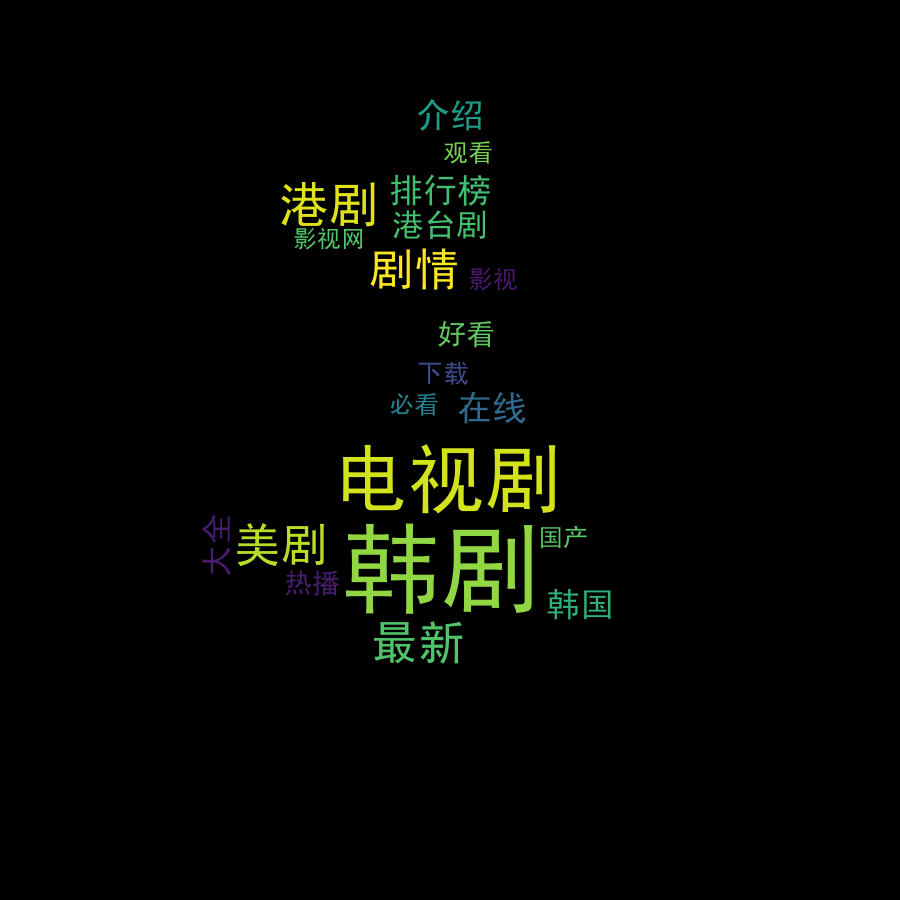 介绍
观看
港剧
排行榜
港台剧
影视网
剧情
影视
好看
下载
必看
在线
电视剧
大全
美剧
韩剧
国产
热播
韩国
最新